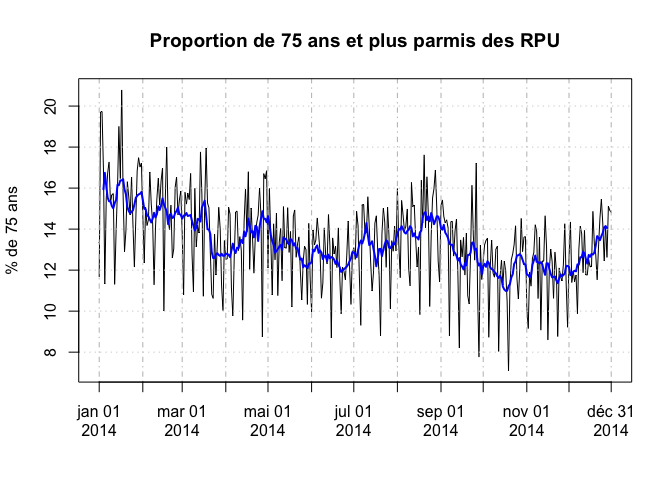 Proportion de 75 ans et plus parmis des RPU
% de 75 ans
20
18
16
14
12
10
8
jan 01 mar 01 mai 01 jul 01 sep 01 nov 01 déc 31
2014 2014 2014 2014 2014 2014 2014